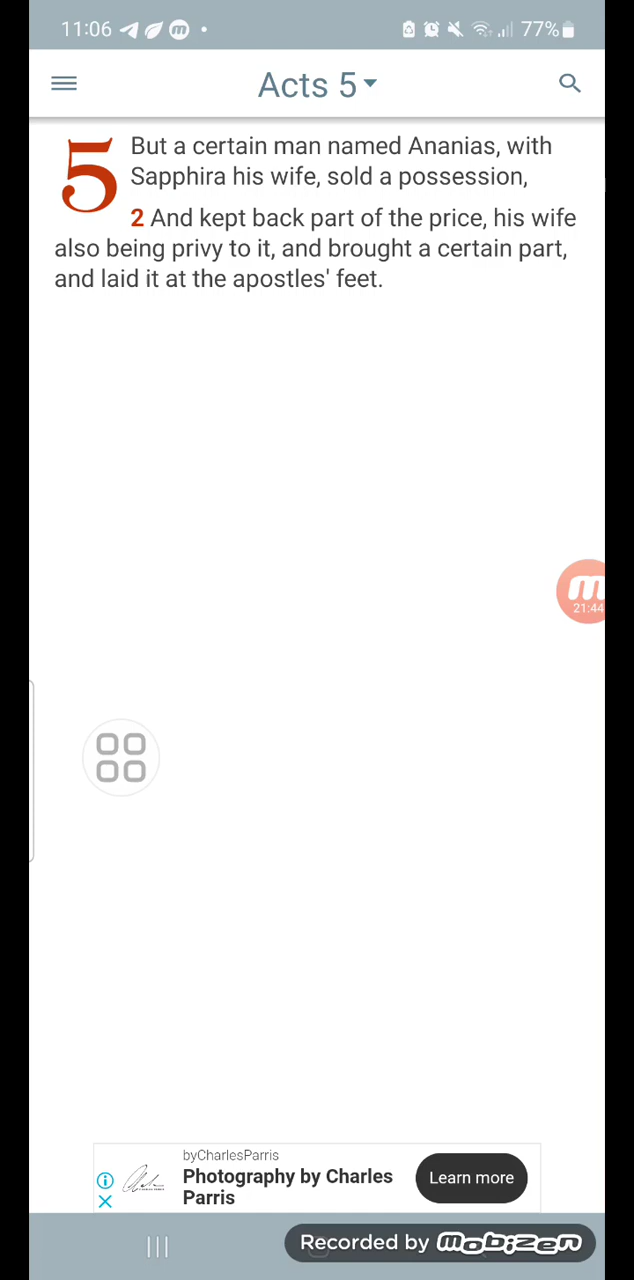 11:06
77%
Acts 5
5 But a certain man named Ananias, with
Sapphira his wife, sold a possession,
2 And kept back part of the price, his wife
also being privy to it, and brought a certain part,
and laid it at the apostles' feet.
m
21:44
byCharlesParris
Photography by Charles
Parris
Learn more
Recorded by mobizen